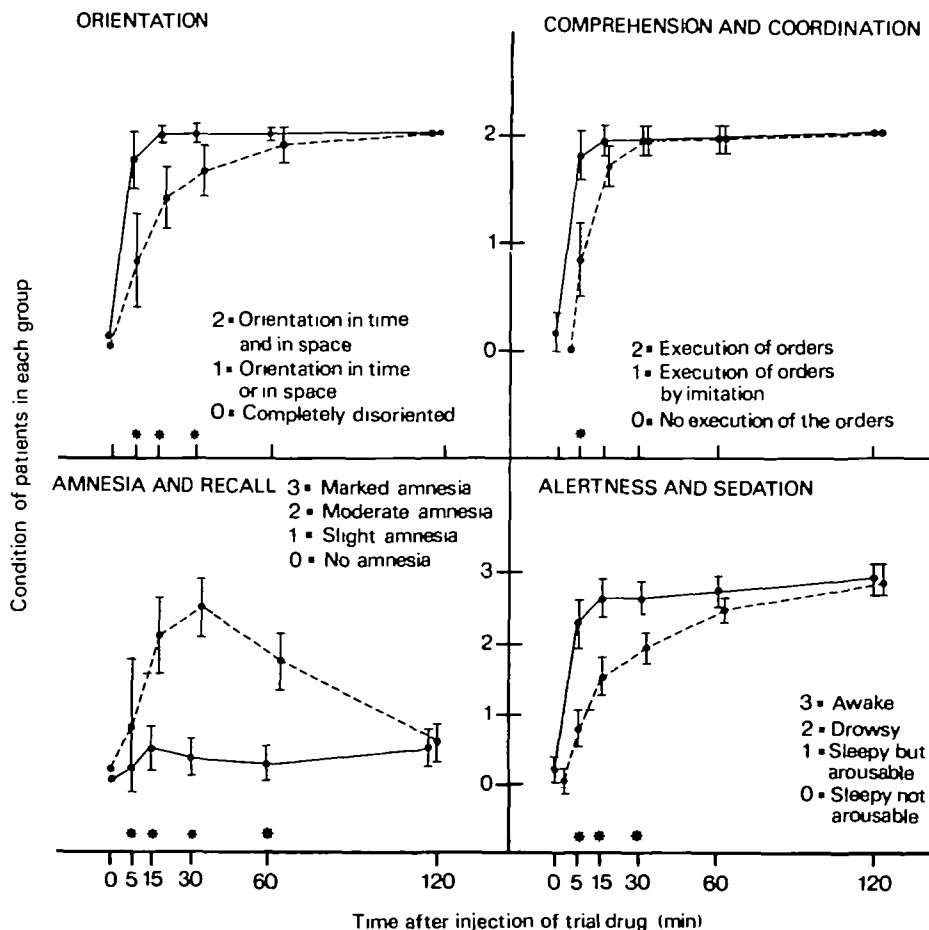 ORIENTATION
COMPREHENSION AND COORDINATION
Condition of patients in each group
2 = Orientation in time
and in space
1 = Orientation in time
or in space
0 = Completely disoriented
* * *
2
1
0
2 = Execution of orders
1 = Execution of orders
by imitation
0 = No execution of the orders
*
AMNESIA AND RECALL
3 = Marked amnesia
2 = Moderate amnesia
1 = Slight amnesia
0 = No amnesia
* * * *
0 5 15 30 60 120
ALERTNESS AND SEDATION
3
2
1
0
3 = Awake
2 = Drowsy
1 = Sleepy but
arousable
0 = Sleepy not
arousable
* * *
0 5 15 30 60 120
Time after injection of trial drug (min)